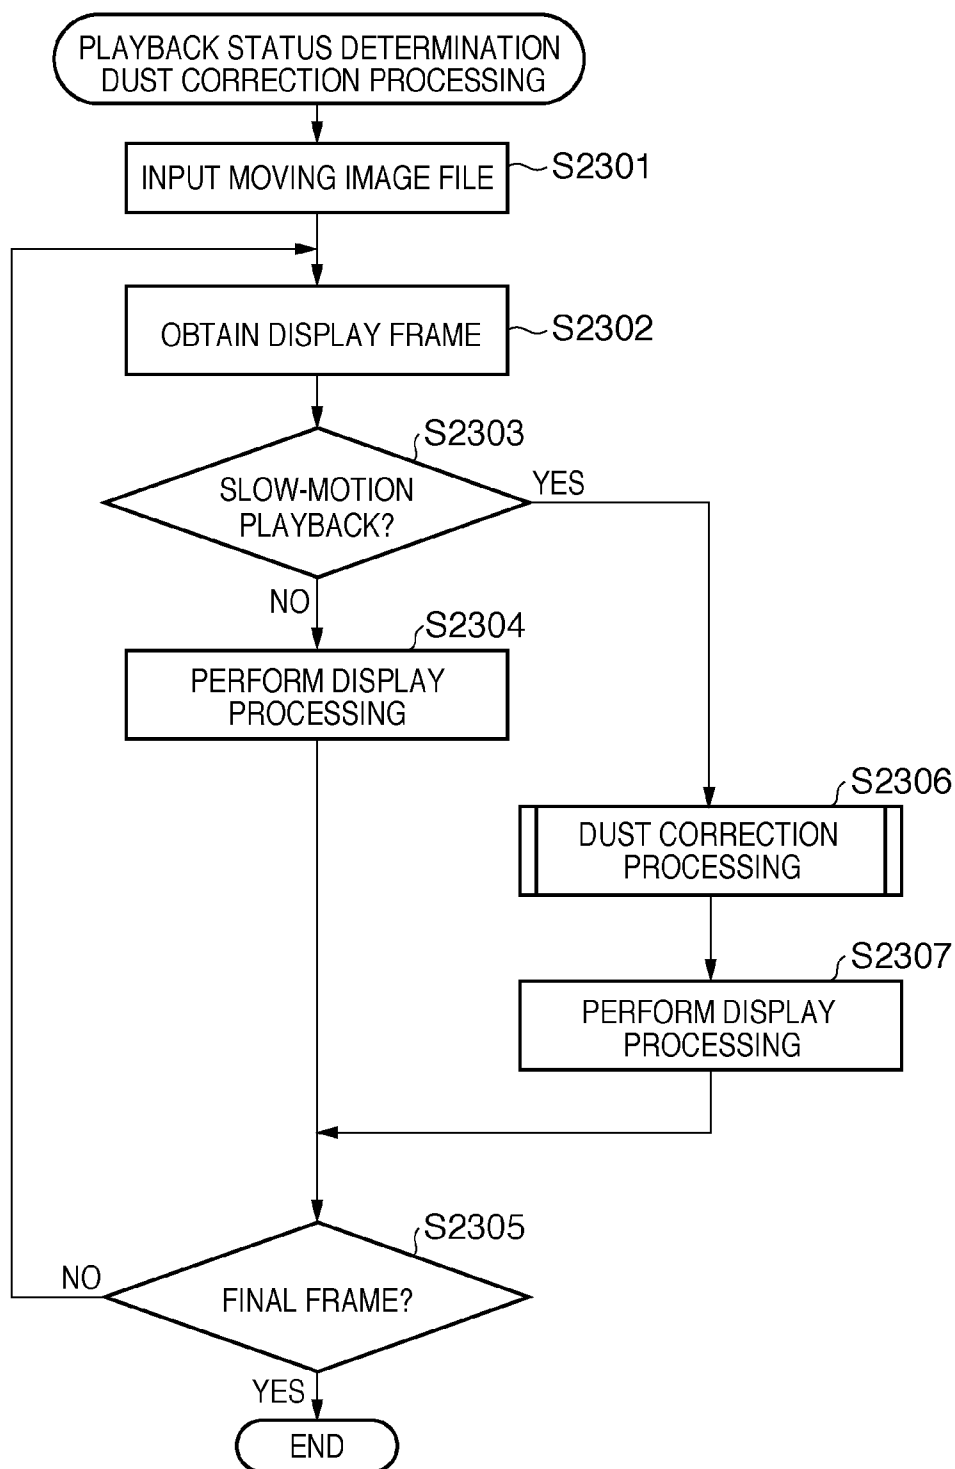 PLAYBACK STATUS DETERMINATION
DUST CORRECTION PROCESSING
INPUT MOVING IMAGE FILE
S2301
OBTAIN DISPLAY FRAME
S2302
S2303
SLOW-MOTION
PLAYBACK?
YES
NO
S2304
PERFORM DISPLAY
PROCESSING
S2306
DUST CORRECTION
PROCESSING
S2307
PERFORM DISPLAY
PROCESSING
S2305
FINAL FRAME?
NO
YES
END